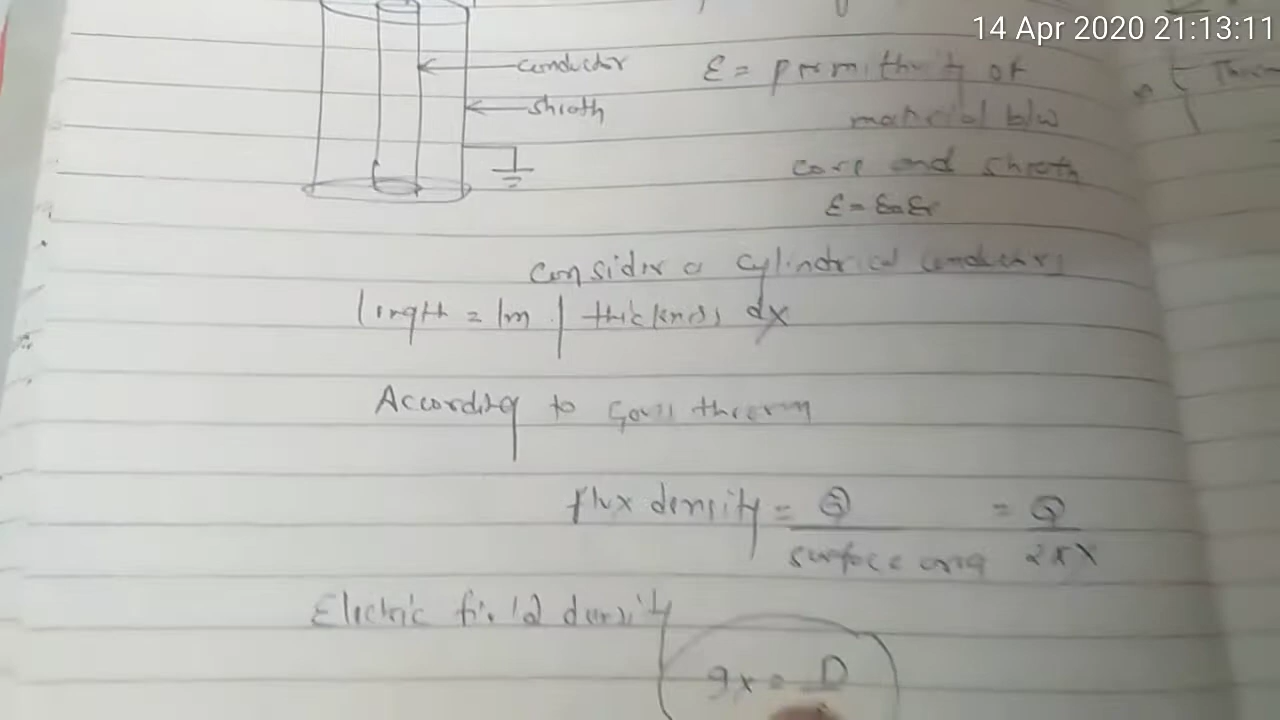 14 Apr 2020 21:13:11
conductor
ε = permittivity of
sheath
material b/w
core and sheath
ε = ε₀εr
Consider a cylindrical conductor
length = 1m thickness dx
According to Gauss theorem
flux density = Q / surface area = Q / 2πx
Electric field density
gx = D